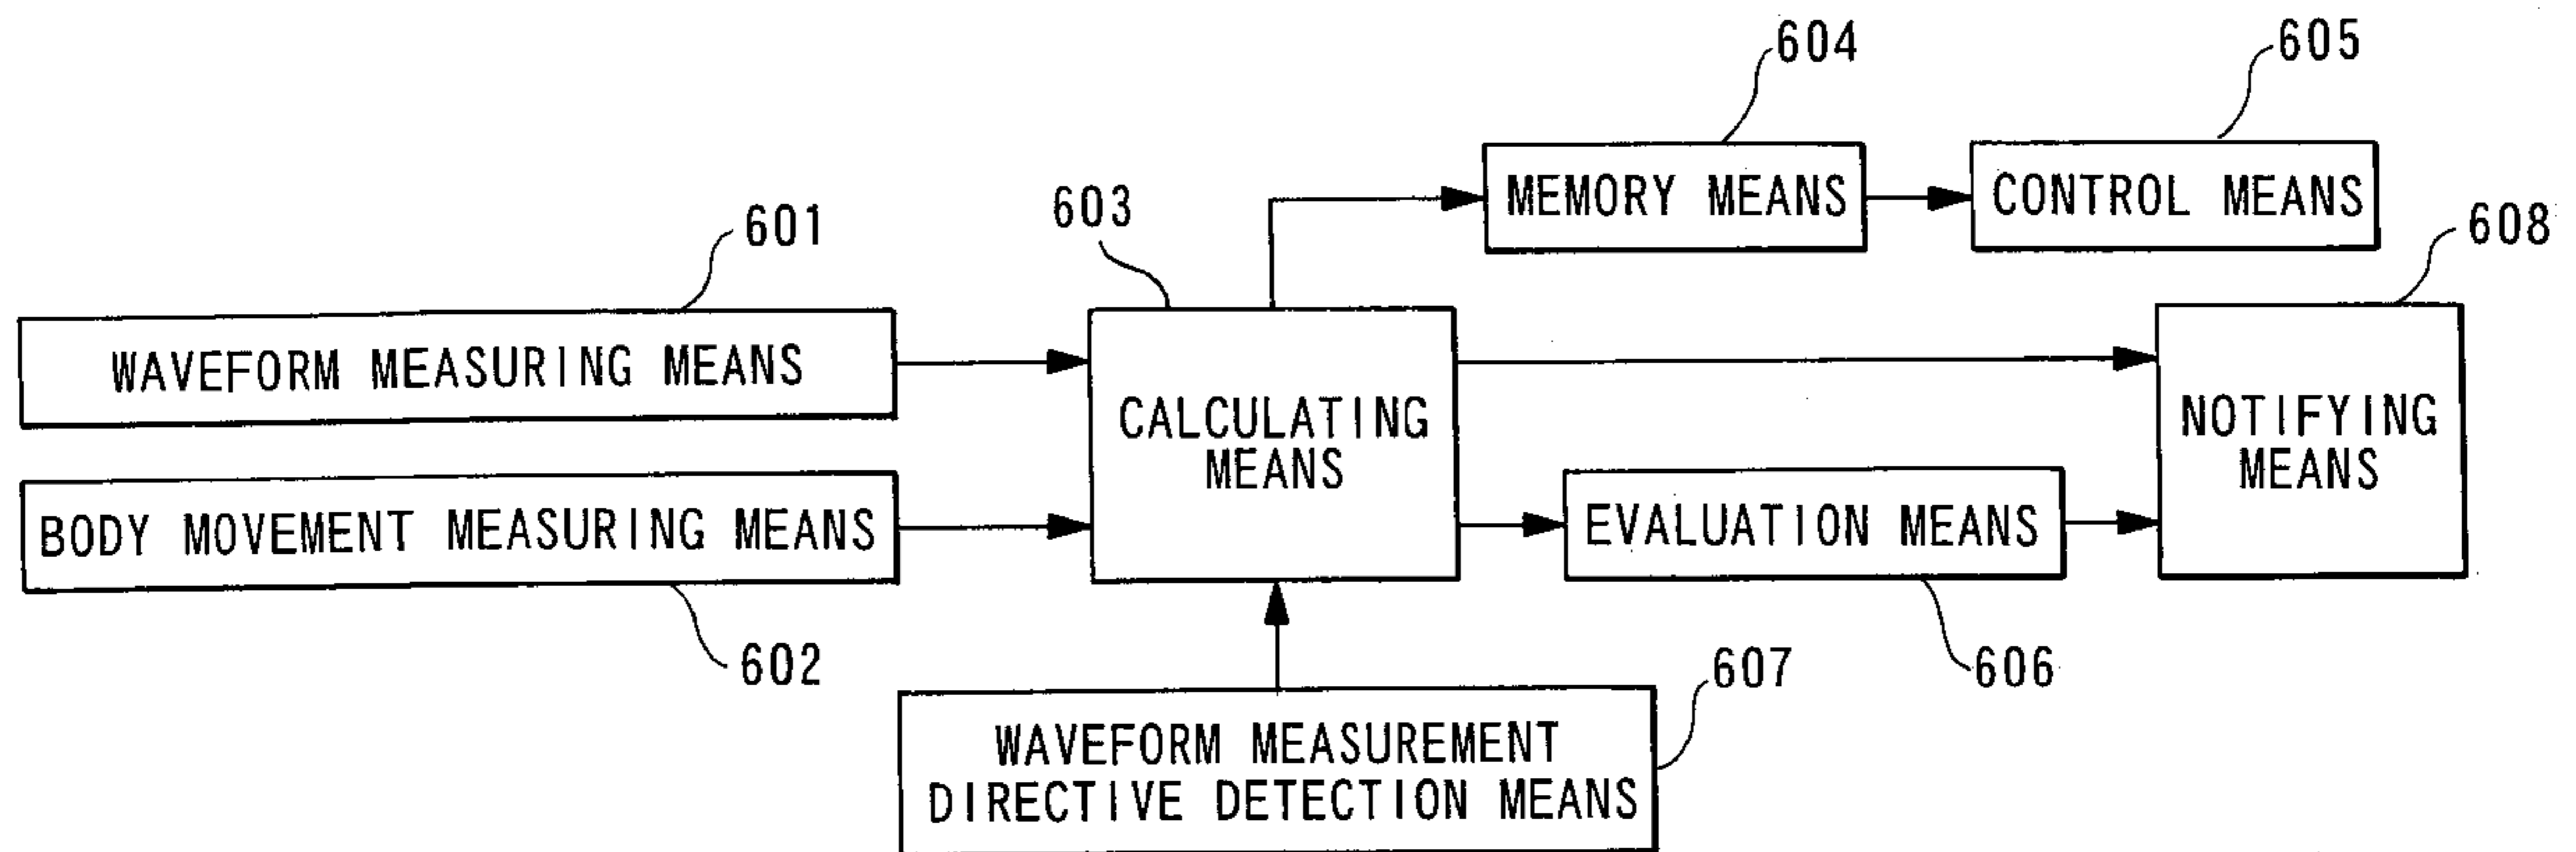 604
605
MEMORY MEANS
CONTROL MEANS
603
601
608
WAVEFORM MEASURING MEANS
CALCULATING
MEANS
NOTIFYING
MEANS
BODY MOVEMENT MEASURING MEANS
EVALUATION MEANS
602
607
606
WAVEFORM MEASUREMENT
DIRECTIVE DETECTION MEANS